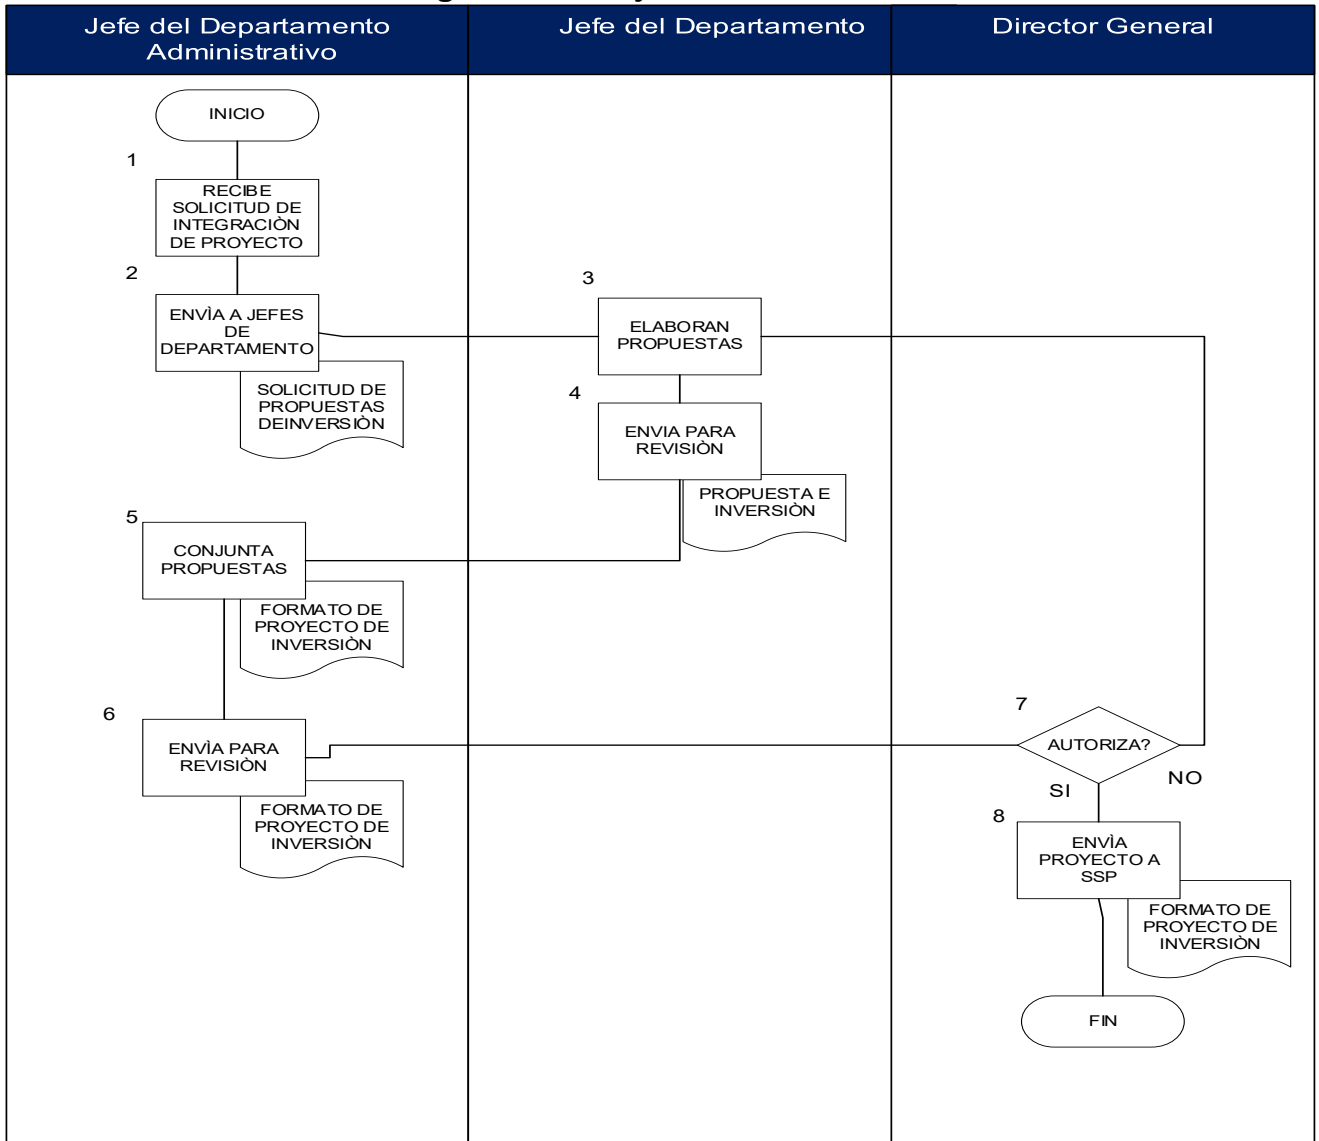 Jefe del Departamento
Administrativo
Jefe del Departamento
Director General
INICIO
1
RECIBE
SOLICITUD DE
INTEGRACIÒN
DE PROYECTO
2
ENVÌA A JEFES
DE
DEPARTAMENTO
SOLICITUD DE
PROPUESTAS
DEINVERSIÒN
3
ELABORAN
PROPUESTAS
4
ENVIA PARA
REVISIÒN
PROPUESTA E
INVERSIÒN
5
CONJUNTA
PROPUESTAS
FORMATO DE
PROYECTO DE
INVERSIÒN
6
ENVÌA PARA
REVISIÒN
FORMATO DE
PROYECTO DE
INVERSIÒN
7
AUTORIZA?
SI
NO
8
ENVÌA
PROYECTO A
SSP
FORMATO DE
PROYECTO DE
INVERSIÒN
FIN